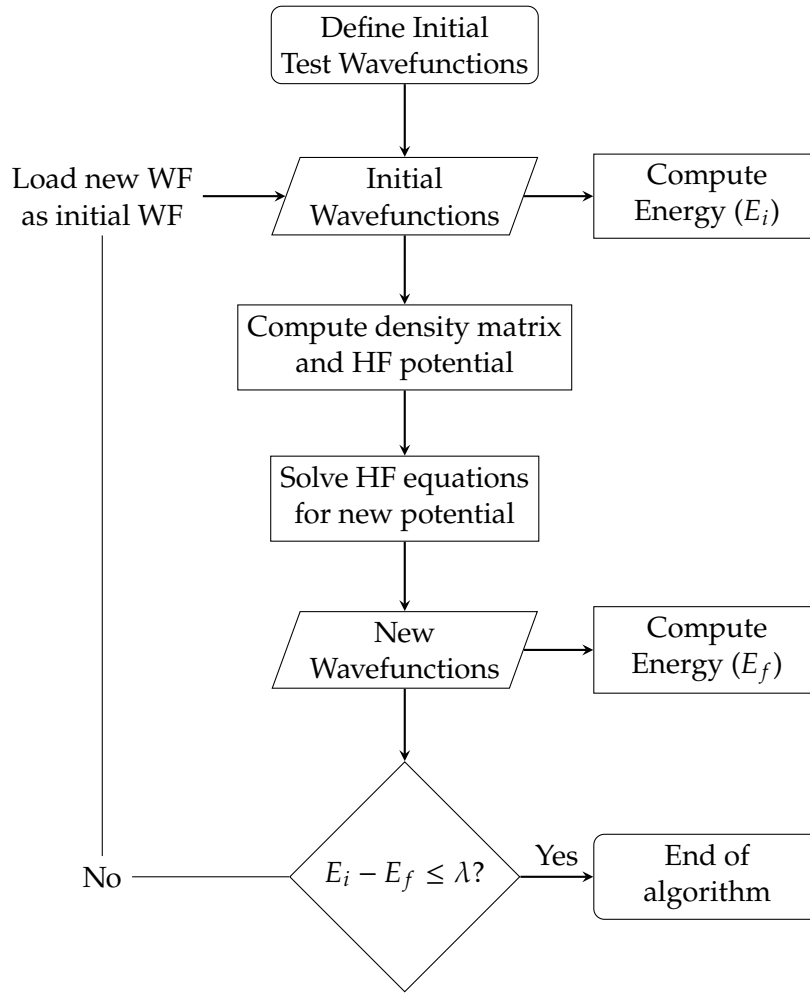 Define Initial
Test Wavefunctions
Load new WF
as initial WF
Initial
Wavefunctions
Compute
Energy (E_i)
Compute density matrix
and HF potential
Solve HF equations
for new potential
New
Wavefunctions
Compute
Energy (E_f)
No
E_i − E_f ≤ λ?
Yes
End of
algorithm